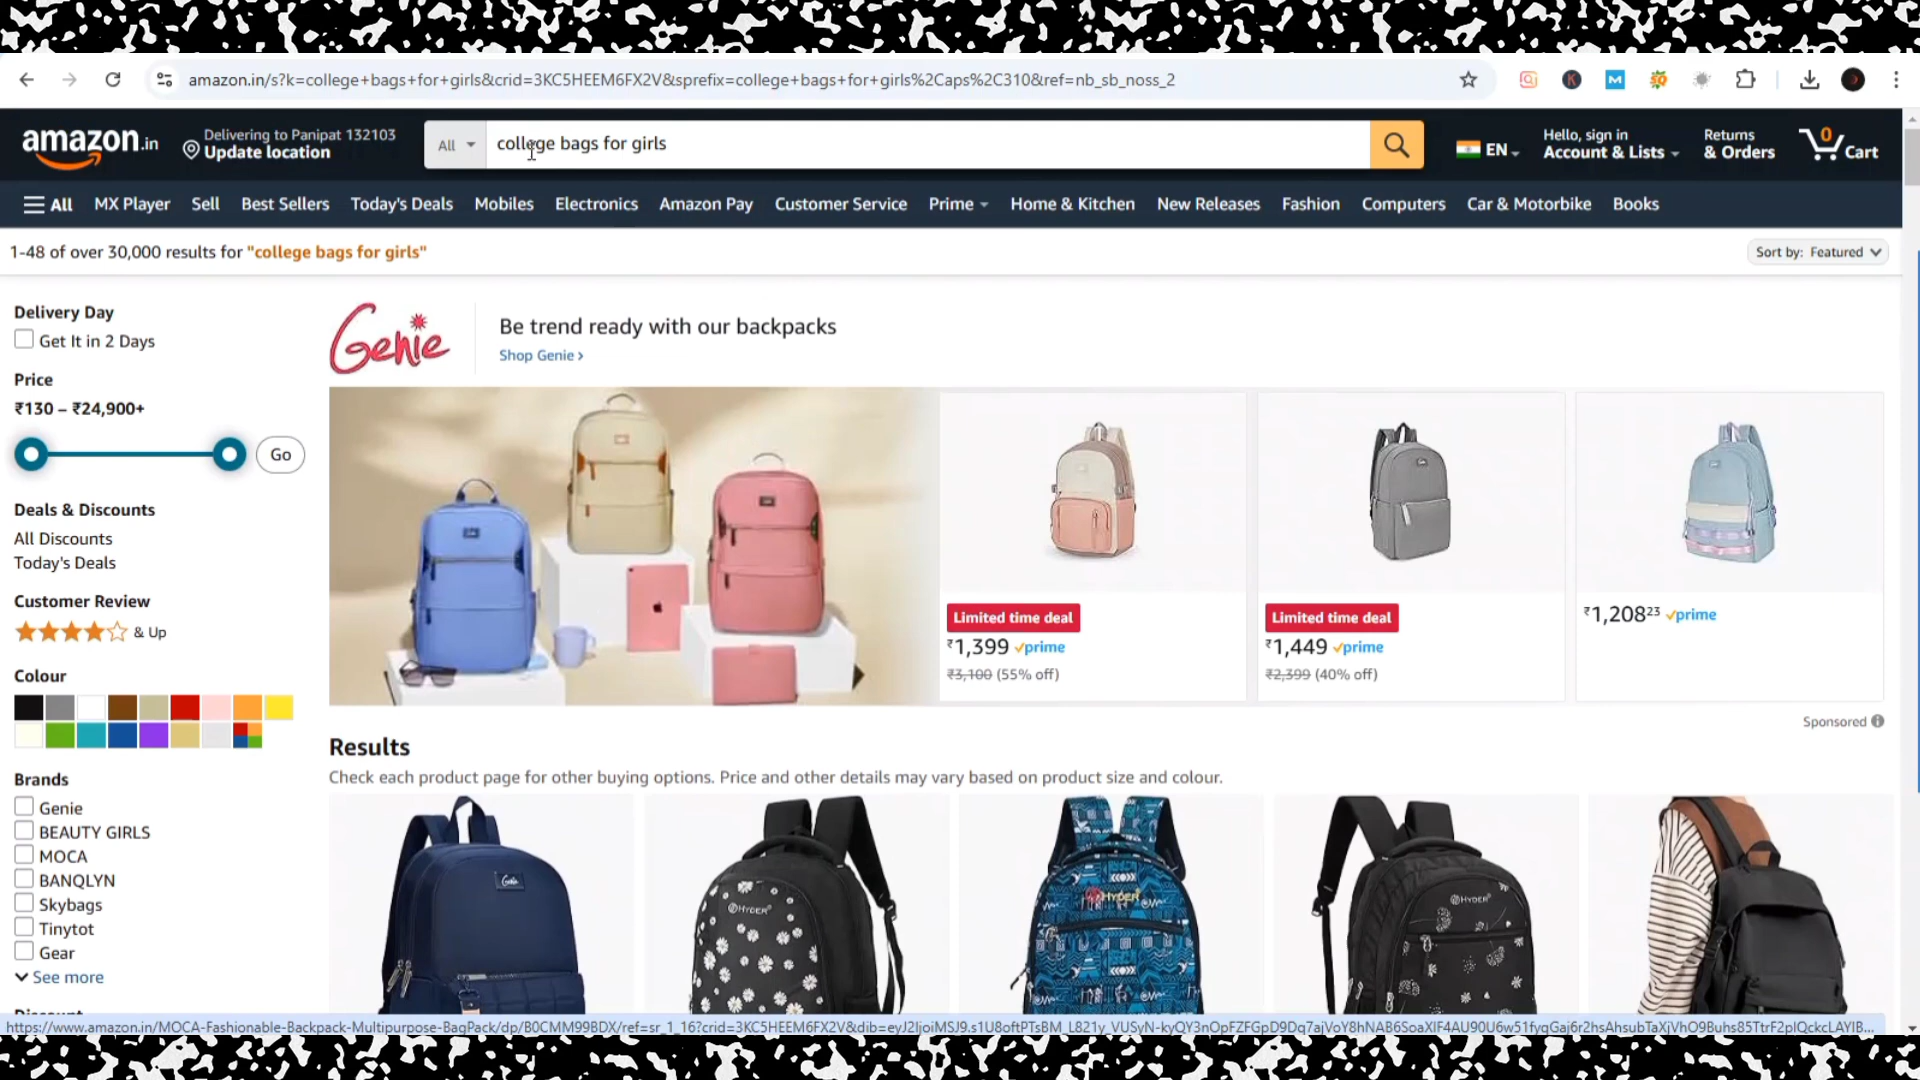 amazon.in/s?k=college+bags+for+girls&crid=3KC5HEEM6FX2V&sprefix=college+bags+for+girls%2Caps%2C310&ref=nb_sb_noss_2
amazon.in
Delivering to Panipat 132103
Update location
All
college bags for girls
EN
Hello, sign in
Account & Lists
Returns
& Orders
0
Cart
All MX Player Sell Best Sellers Today's Deals Mobiles Electronics Amazon Pay Customer Service Prime Home & Kitchen New Releases Fashion Computers Car & Motorbike Books
1-48 of over 30,000 results for "college bags for girls"
Sort by: Featured
Delivery Day
Get It in 2 Days
Price
₹130 – ₹24,900+
Go
Deals & Discounts
All Discounts
Today's Deals
Customer Review
& Up
Colour
Brands
Genie
BEAUTY GIRLS
MOCA
BANQLYN
Skybags
Tinytot
Gear
See more
Genie
Be trend ready with our backpacks
Shop Genie ›
Limited time deal
₹1,399 prime
₹3,100 (55% off)
Limited time deal
₹1,449 prime
₹2,399 (40% off)
₹1,208²³ prime
Sponsored
Results
Check each product page for other buying options. Price and other details may vary based on product size and colour.
Genie
HYDER
HYDER
HYDER